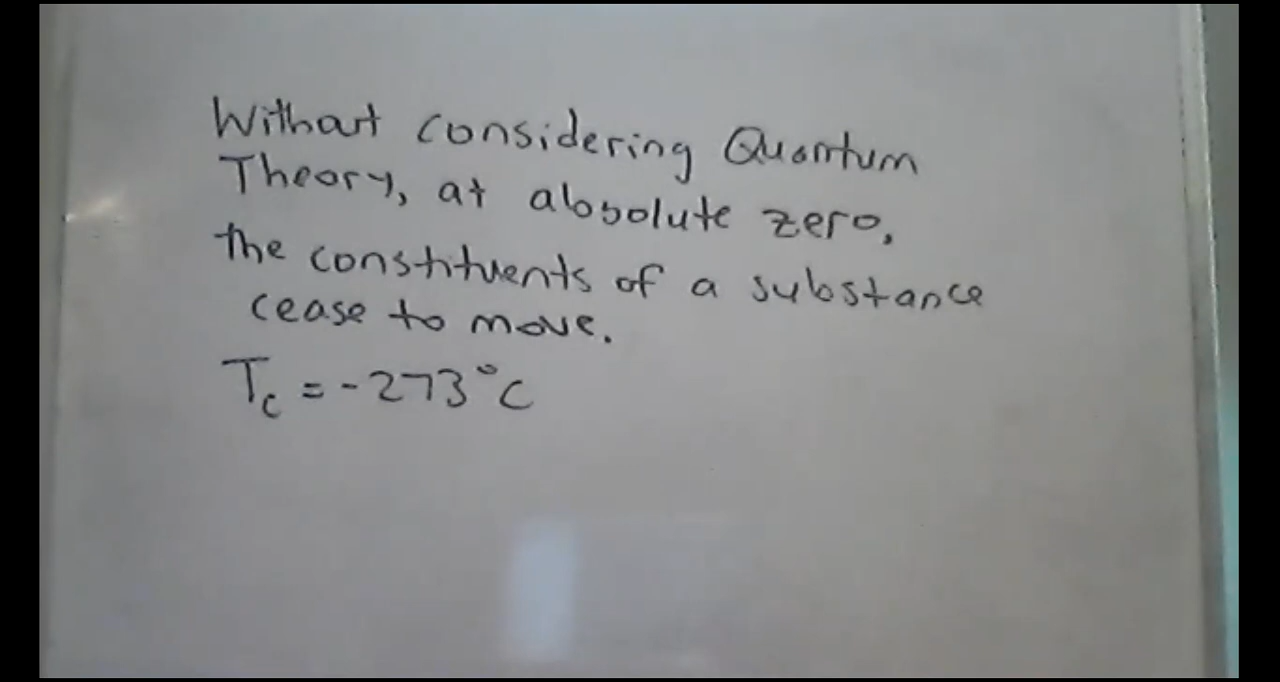 Without considering Quantum
Theory, at absolute zero,
the constituents of a substance
cease to move.
Tc = -273°C